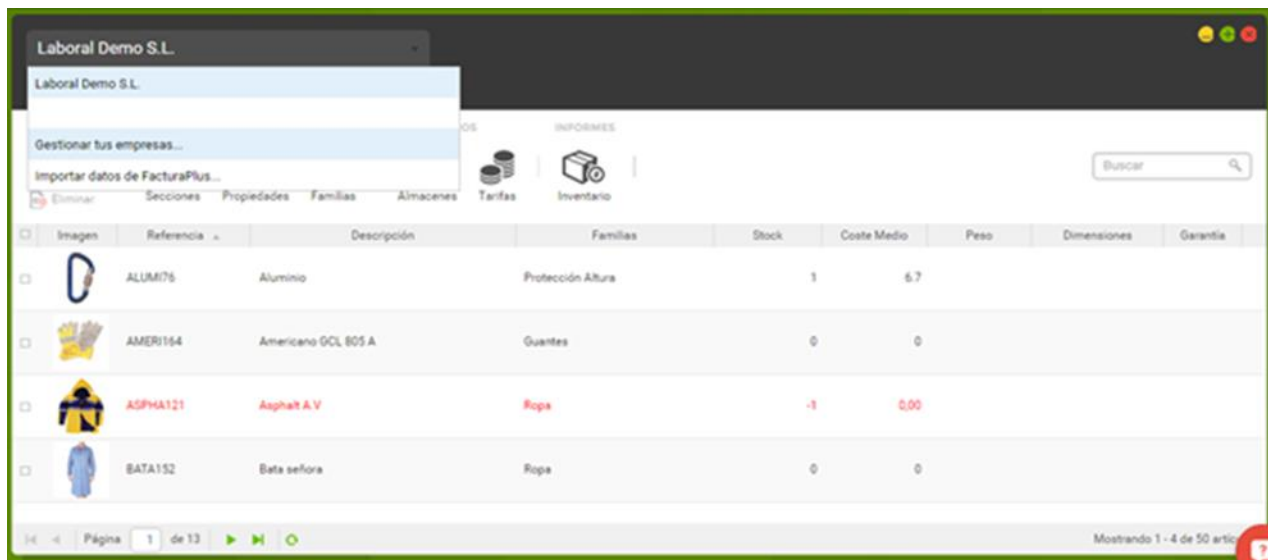 Laboral Demo S.L.
Laboral Demo S.L.
Gestionar tus empresas...
Importar datos de FacturaPlus...
OS INFORMES
Buscar
Eliminar Secciones Propiedades Familias Almacenes Tarifas Inventario
Imagen Referencia Descripción Familias Stock Coste Medio Peso Dimensiones Garantía
ALUMI76 Aluminio Protección Altura 1 6.7
AMERI164 Americano GCL 805 A Guantes 0 0
ASPHA121 Asphalt A.V Ropa -1 0,00
BATA152 Bata señora Ropa 0 0
Página 1 de 13 Mostrando 1 - 4 de 50 artíc
?